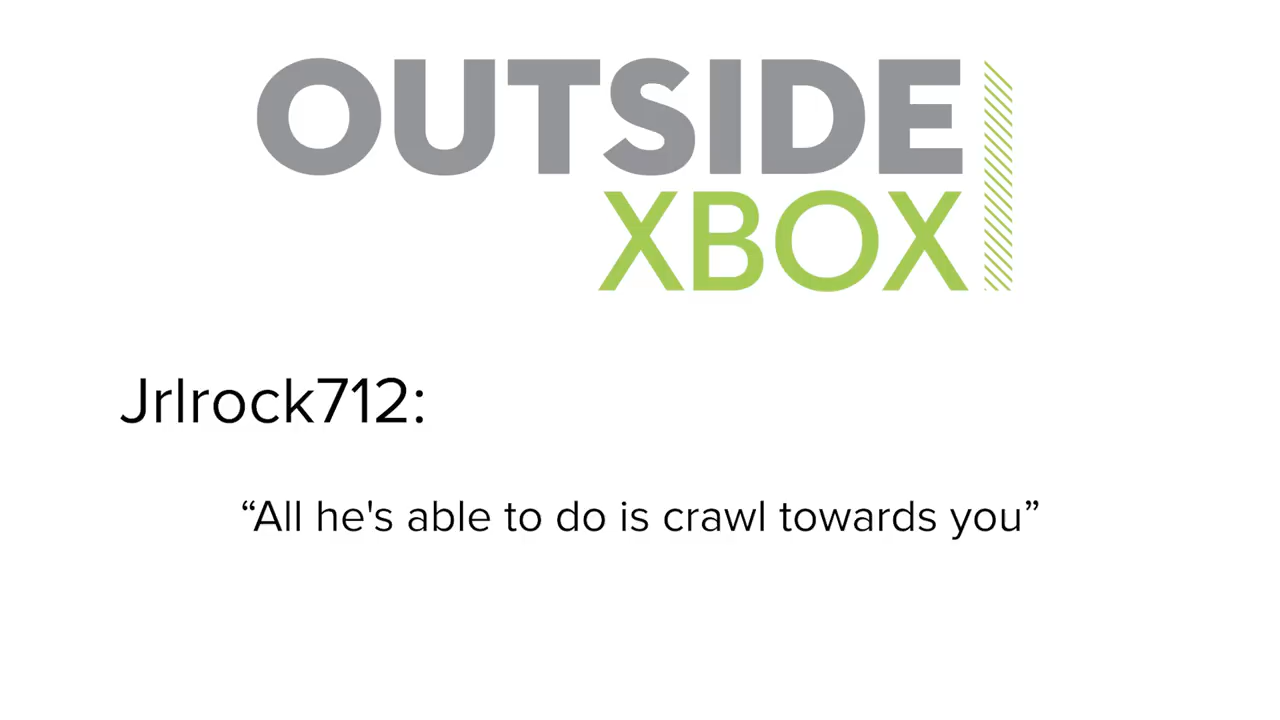 OUTSIDE
XBOX
Jrlrock712:
“All he's able to do is crawl towards you”